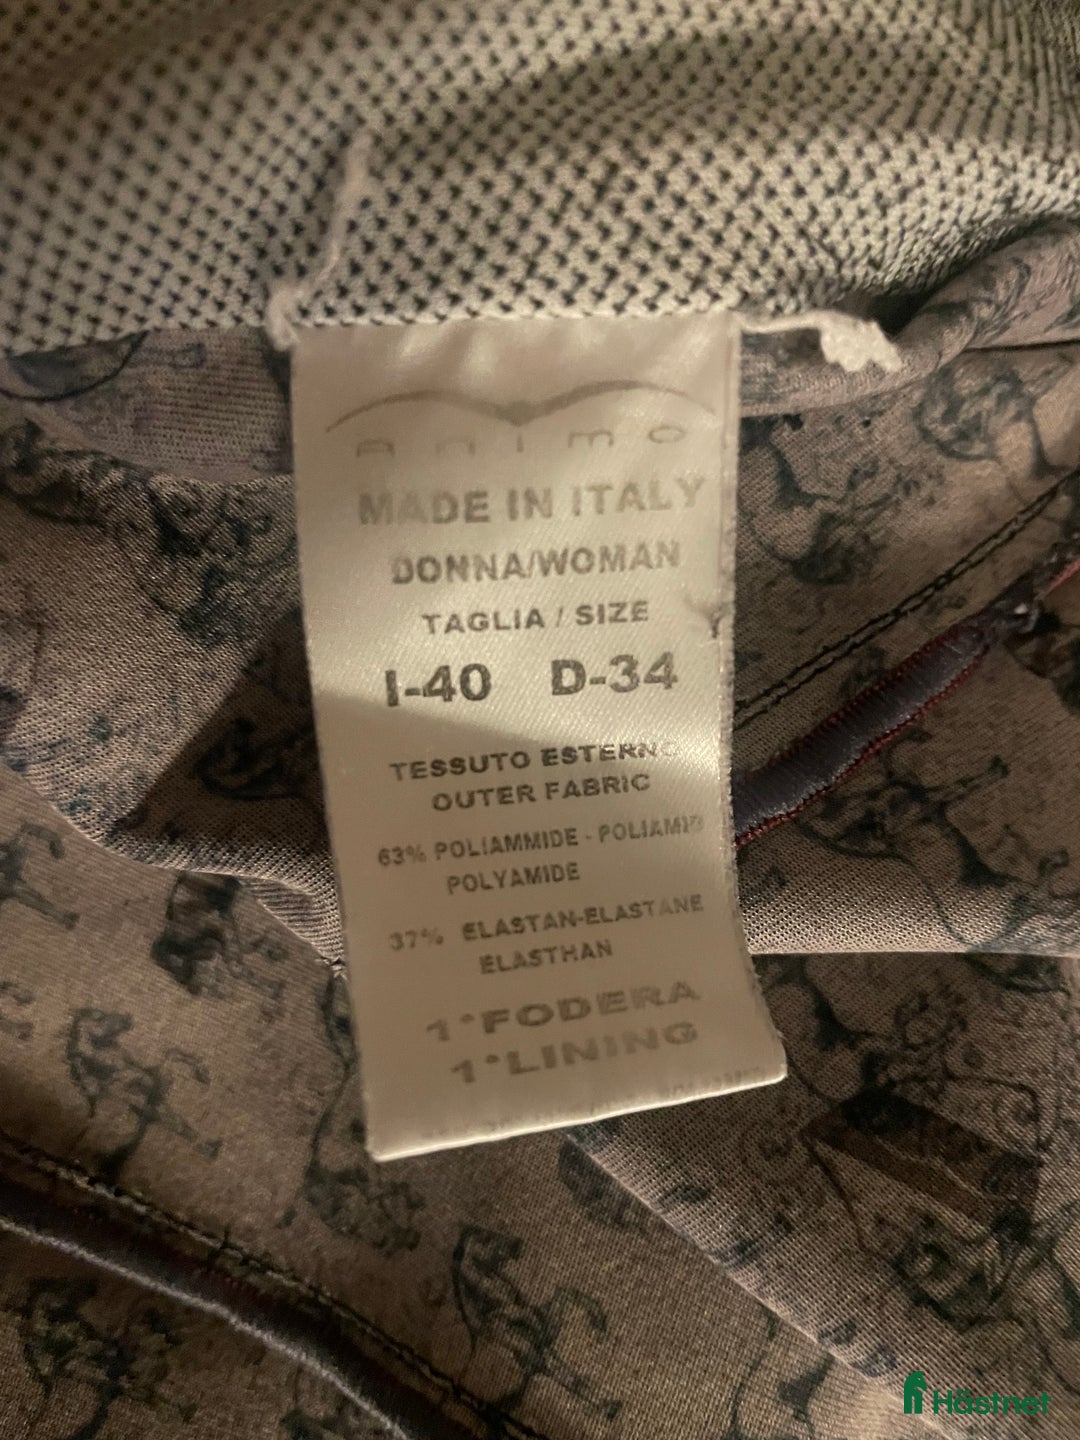 Animo
MADE IN ITALY
DONNA/WOMAN
TAGLIA / SIZE
I-40 D-34
TESSUTO ESTERNO
OUTER FABRIC
63% POLIAMMIDE - POLIAMID
POLYAMIDE
37% ELASTAN-ELASTANE
ELASTHAN
1°FODERA
1°LINING
Hästnet